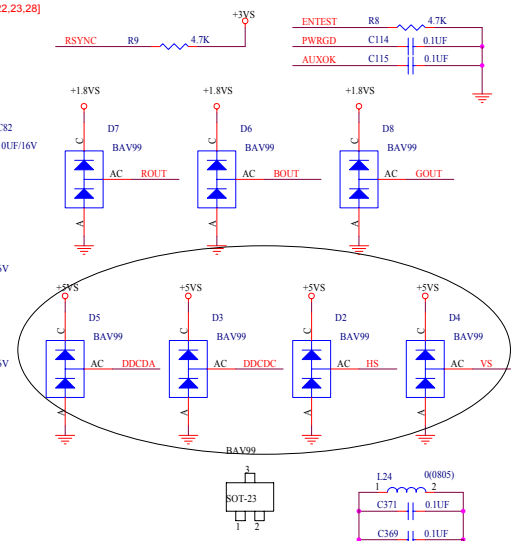 22,23,28]
+3VS
RSYNC R9 4.7K
ENTEST R8 4.7K
PWRGD C114 0.1UF
AUXOK C115 0.1UF
+1.8VS +1.8VS +1.8VS
C82
0UF/16V
C D7 BAV99 AC ROUT A
C D6 BAV99 AC BOUT A
C D8 BAV99 AC GOUT A
6V
+5VS +5VS +5VS +5VS
C D5 BAV99 AC DDCDA A
C D3 BAV99 AC DDCDC A
C D2 BAV99 AC HS A
C D4 BAV99 AC VS A
6V
BAV99
3
SOT-23
1 2
L24 0(0805)
1 2
C371 0.1UF
C369 0.1UF